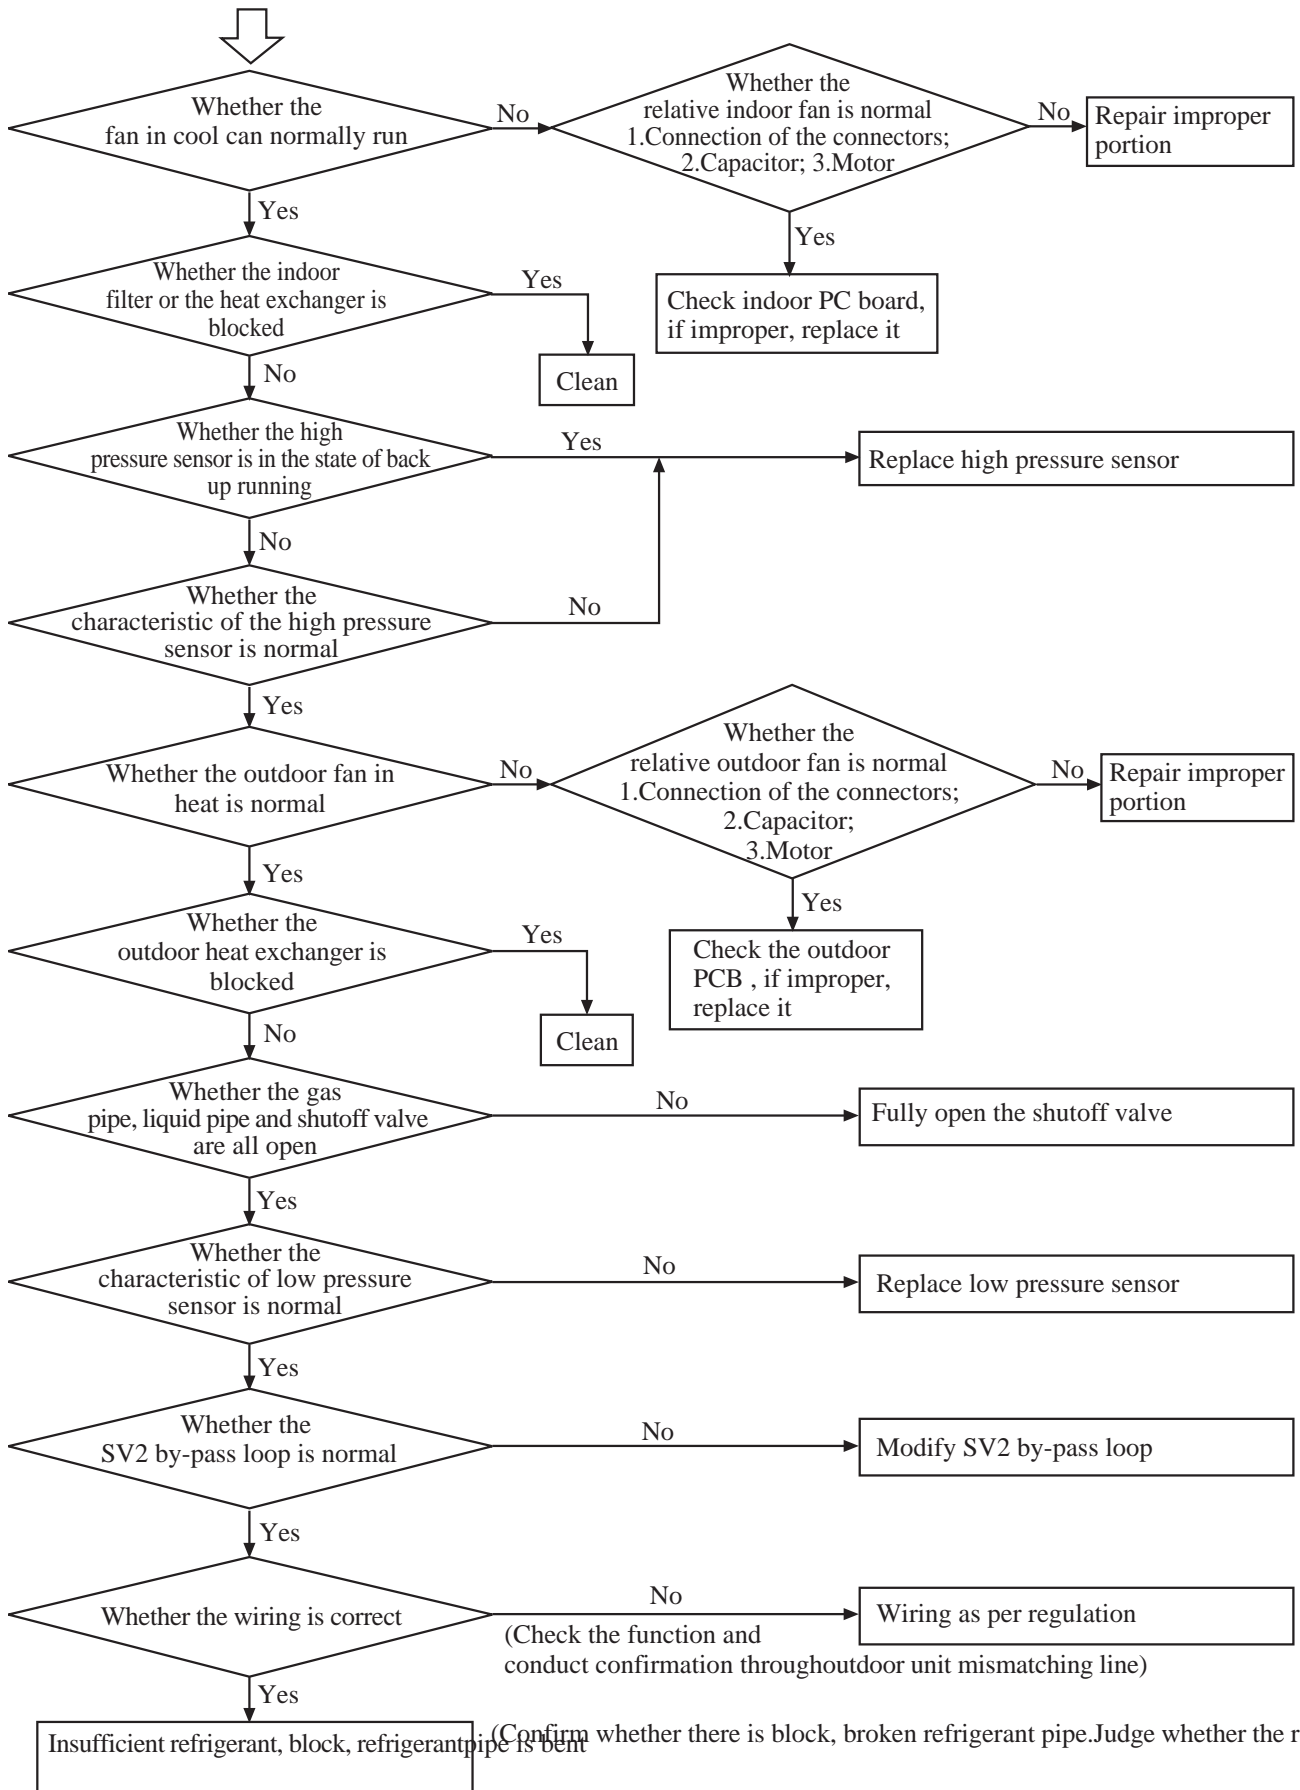 Whether the
fan in cool can normally run
No
Whether the
relative indoor fan is normal
1.Connection of the connectors;
2.Capacitor; 3.Motor
No
Repair improper
portion
Yes
Yes
Whether the indoor
filter or the heat exchanger is
blocked
Yes
Check indoor PC board,
if improper, replace it
Clean
No
Whether the high
pressure sensor is in the state of back
up running
Yes
Replace high pressure sensor
No
Whether the
characteristic of the high pressure
sensor is normal
No
Yes
Whether the outdoor fan in
heat is normal
No
Whether the
relative outdoor fan is normal
1.Connection of the connectors;
2.Capacitor;
3.Motor
No
Repair improper
portion
Yes
Yes
Whether the
outdoor heat exchanger is
blocked
Yes
Check the outdoor
PCB , if improper,
replace it
Clean
No
Whether the gas
pipe, liquid pipe and shutoff valve
are all open
No
Fully open the shutoff valve
Yes
Whether the
characteristic of low pressure
sensor is normal
No
Replace low pressure sensor
Yes
Whether the
SV2 by-pass loop is normal
No
Modify SV2 by-pass loop
Yes
Whether the wiring is correct
No
Wiring as per regulation
(Check the function and
conduct confirmation throughoutdoor unit mismatching line)
Yes
Insufficient refrigerant, block, refrigerantpipe is bent
(Confirm whether there is block, broken refrigerant pipe.Judge whether the r